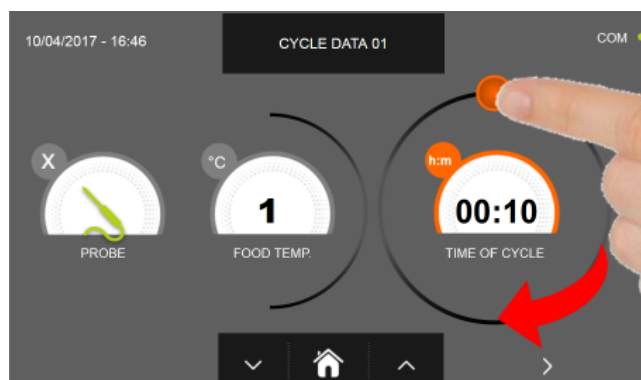 10/04/2017 - 16:46
CYCLE DATA 01
COM
X
°C
h:m
1
00:10
PROBE
FOOD TEMP.
TIME OF CYCLE